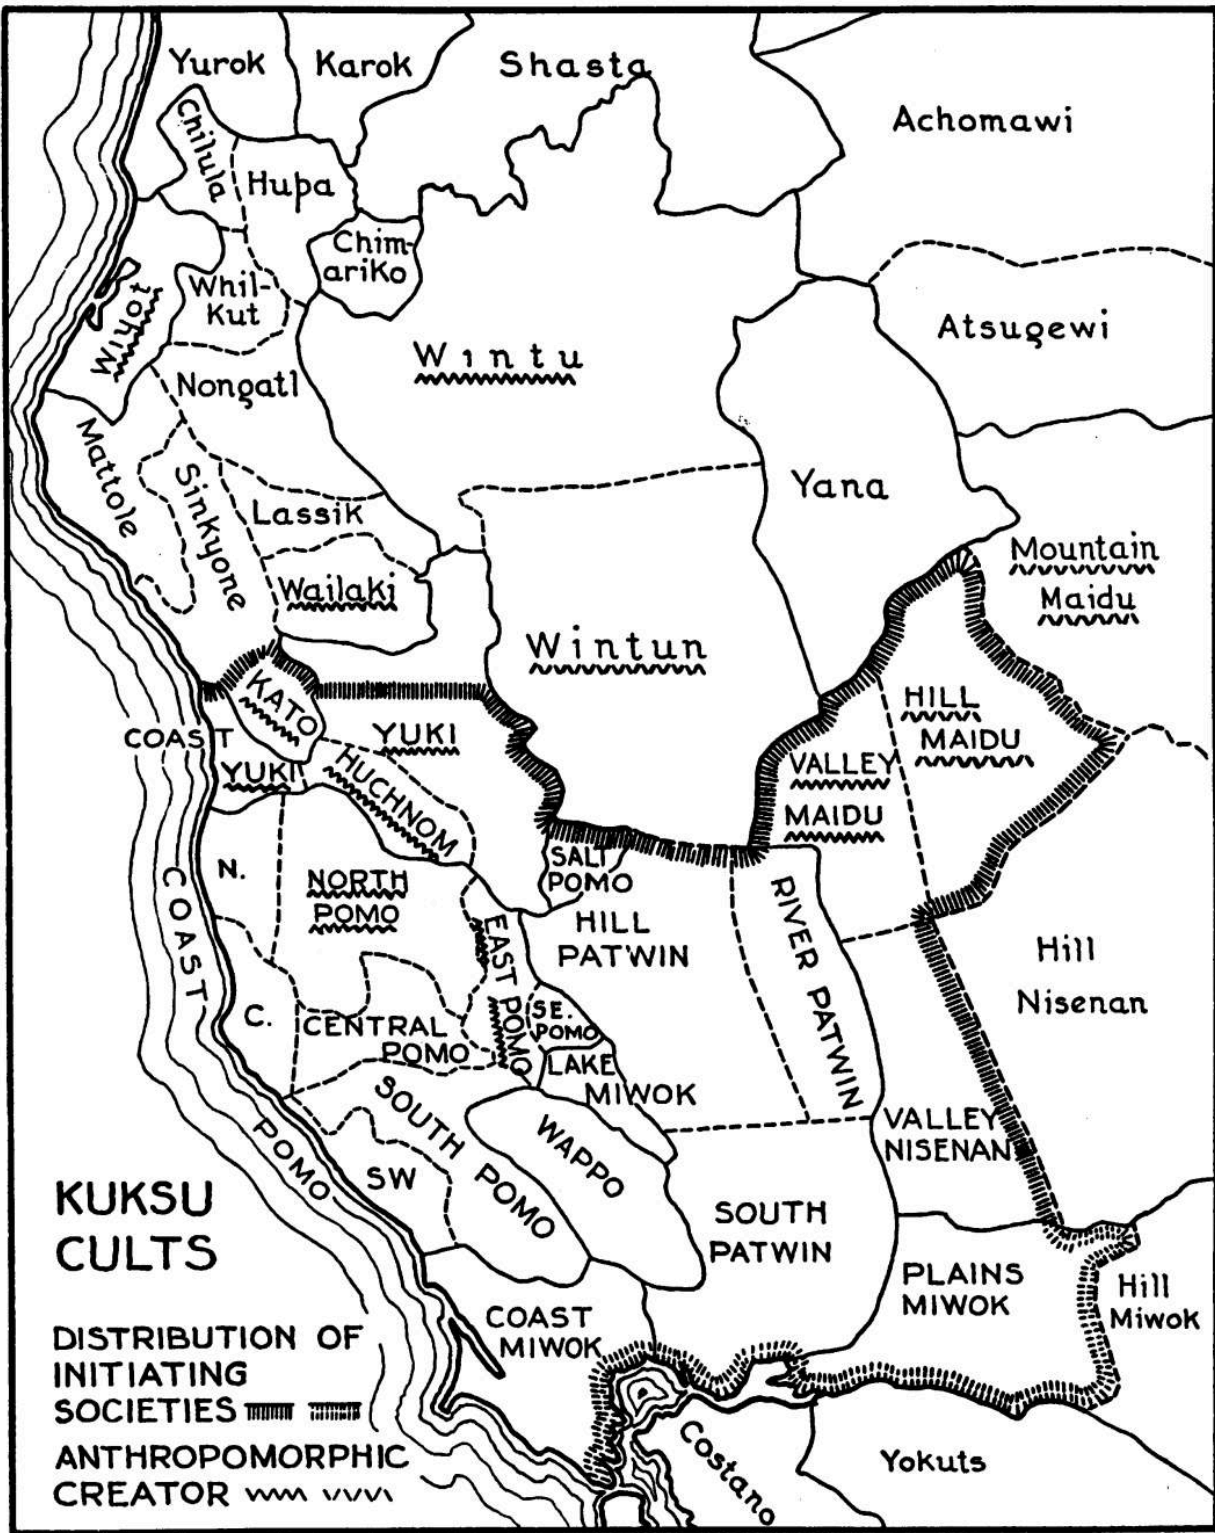 Yurok
Karok
Shasta
Achomawi
Chilula
Hupa
Chim-
ariko
Whil-
kut
Wiyot
Wintu
Atsugewi
Nongatl
Mattole
Sinkyone
Lassik
Yana
Wailaki
Mountain
Maidu
Wintun
KATO
COAST
YUKI
YUKI
HUCHNOM
HILL
MAIDU
VALLEY
MAIDU
SALT
POMO
N.
NORTH
POMO
COAST
POMO
EAST POMO
HILL
PATWIN
RIVER PATWIN
Hill
Nisenan
C.
CENTRAL
POMO
SE.
POMO
LAKE
MIWOK
SOUTH POMO
WAPPO
VALLEY
NISENAN
SW
SOUTH
PATWIN
PLAINS
MIWOK
Hill
Miwok
COAST
MIWOK
Costano
Yokuts
KUKSU
CULTS
DISTRIBUTION OF
INITIATING
SOCIETIES
ANTHROPOMORPHIC
CREATOR